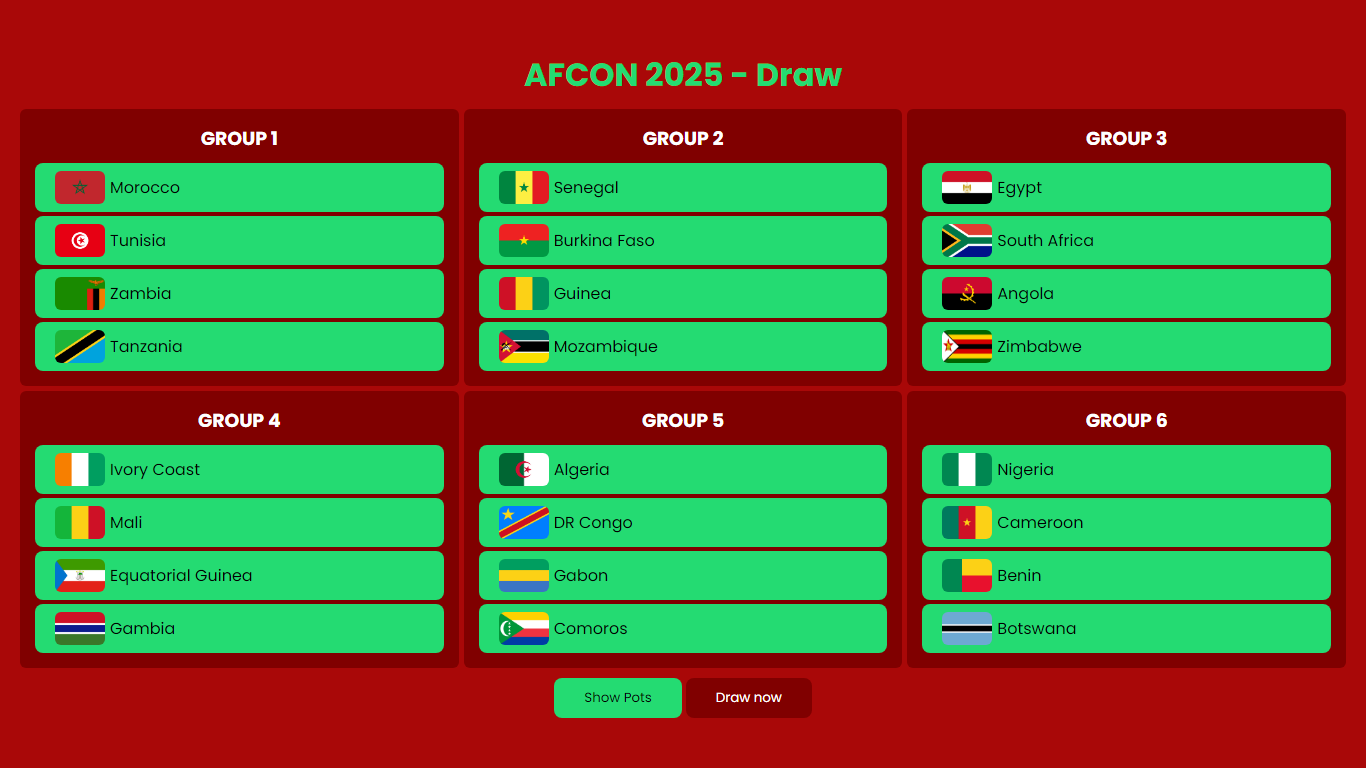 AFCON 2025 - Draw
GROUP 1
Morocco
Tunisia
Zambia
Tanzania
GROUP 2
Senegal
Burkina Faso
Guinea
Mozambique
GROUP 3
Egypt
South Africa
Angola
Zimbabwe
GROUP 4
Ivory Coast
Mali
Equatorial Guinea
Gambia
GROUP 5
Algeria
DR Congo
Gabon
Comoros
GROUP 6
Nigeria
Cameroon
Benin
Botswana
Show Pots
Draw now